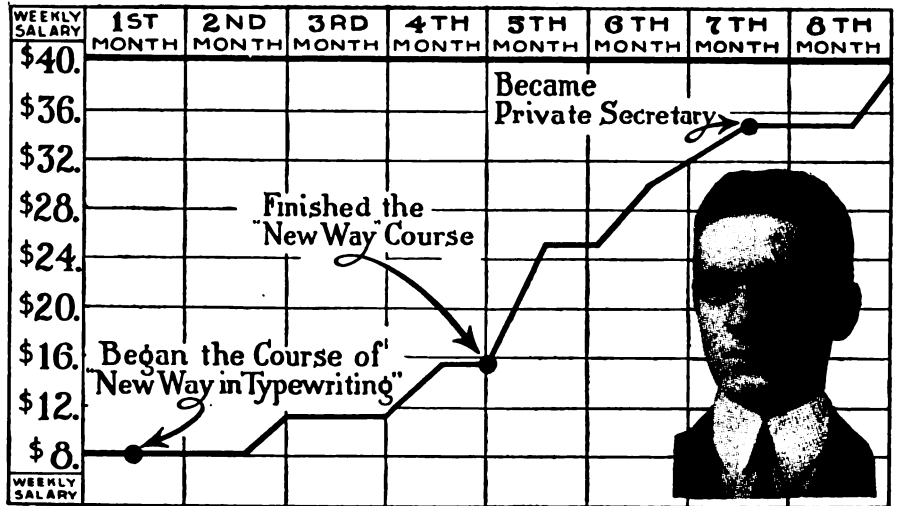 WEEKLY SALARY
1ST MONTH
2ND MONTH
3RD MONTH
4TH MONTH
5TH MONTH
6TH MONTH
7TH MONTH
8TH MONTH
$40.
$36.
$32.
$28.
$24.
$20.
$16.
$12.
$8.
WEEKLY SALARY
Became
Private Secretary
Finished the
"New Way" Course
Began the Course of
"New Way in Typewriting"